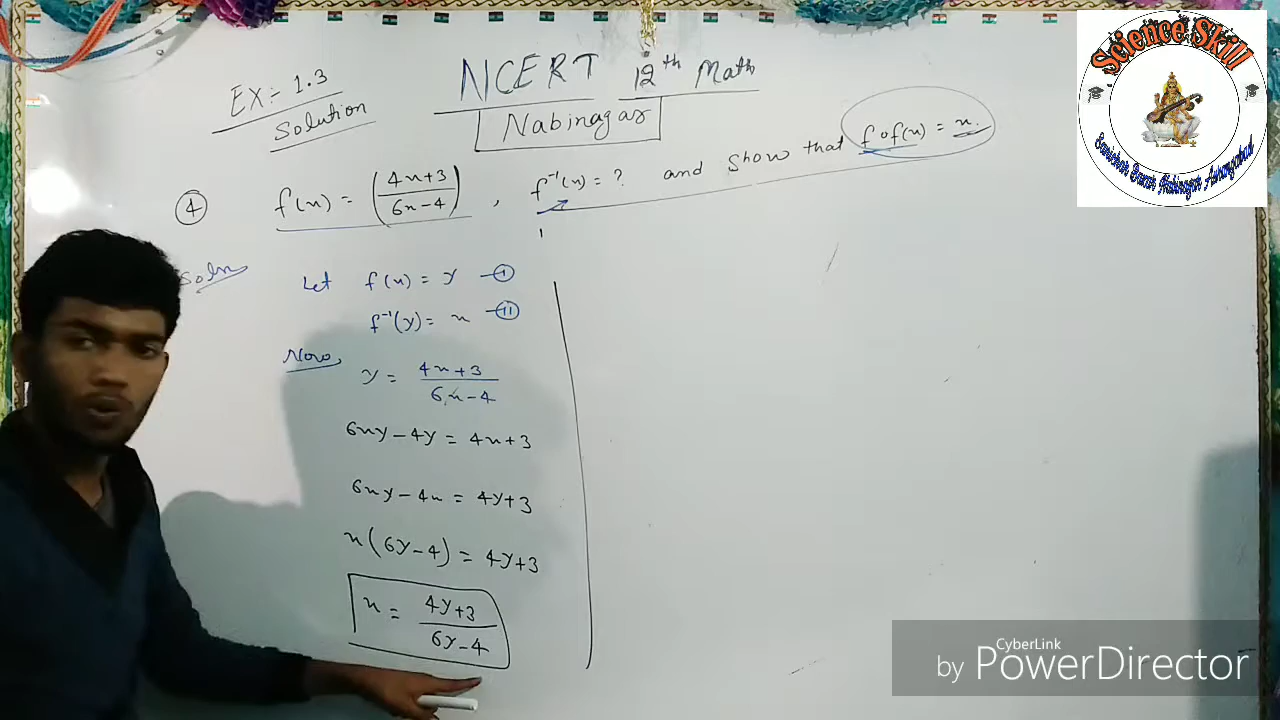 EX:- 1.3
Solution
NCERT 12th Math
Nabinagar
④ f(x) = (4x+3/6x-4), f⁻¹(x) = ? and Show that fof(x) = x.
Soln
Let f(x) = y —Ⓘ
f⁻¹(y) = x —Ⓘⓘ
Now,
y = 4x+3/6x-4
6xy - 4y = 4x+3
6xy - 4x = 4y+3
x(6y-4) = 4y+3
x = 4y+3/6y-4
Science Skill
CyberLink
by PowerDirector